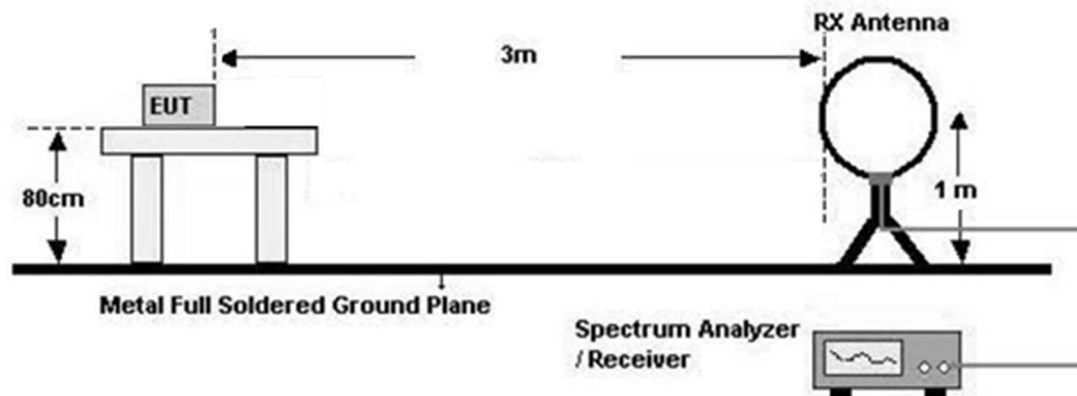 RX Antenna
3m
EUT
80cm
1 m
Metal Full Soldered Ground Plane
Spectrum Analyzer
/ Receiver